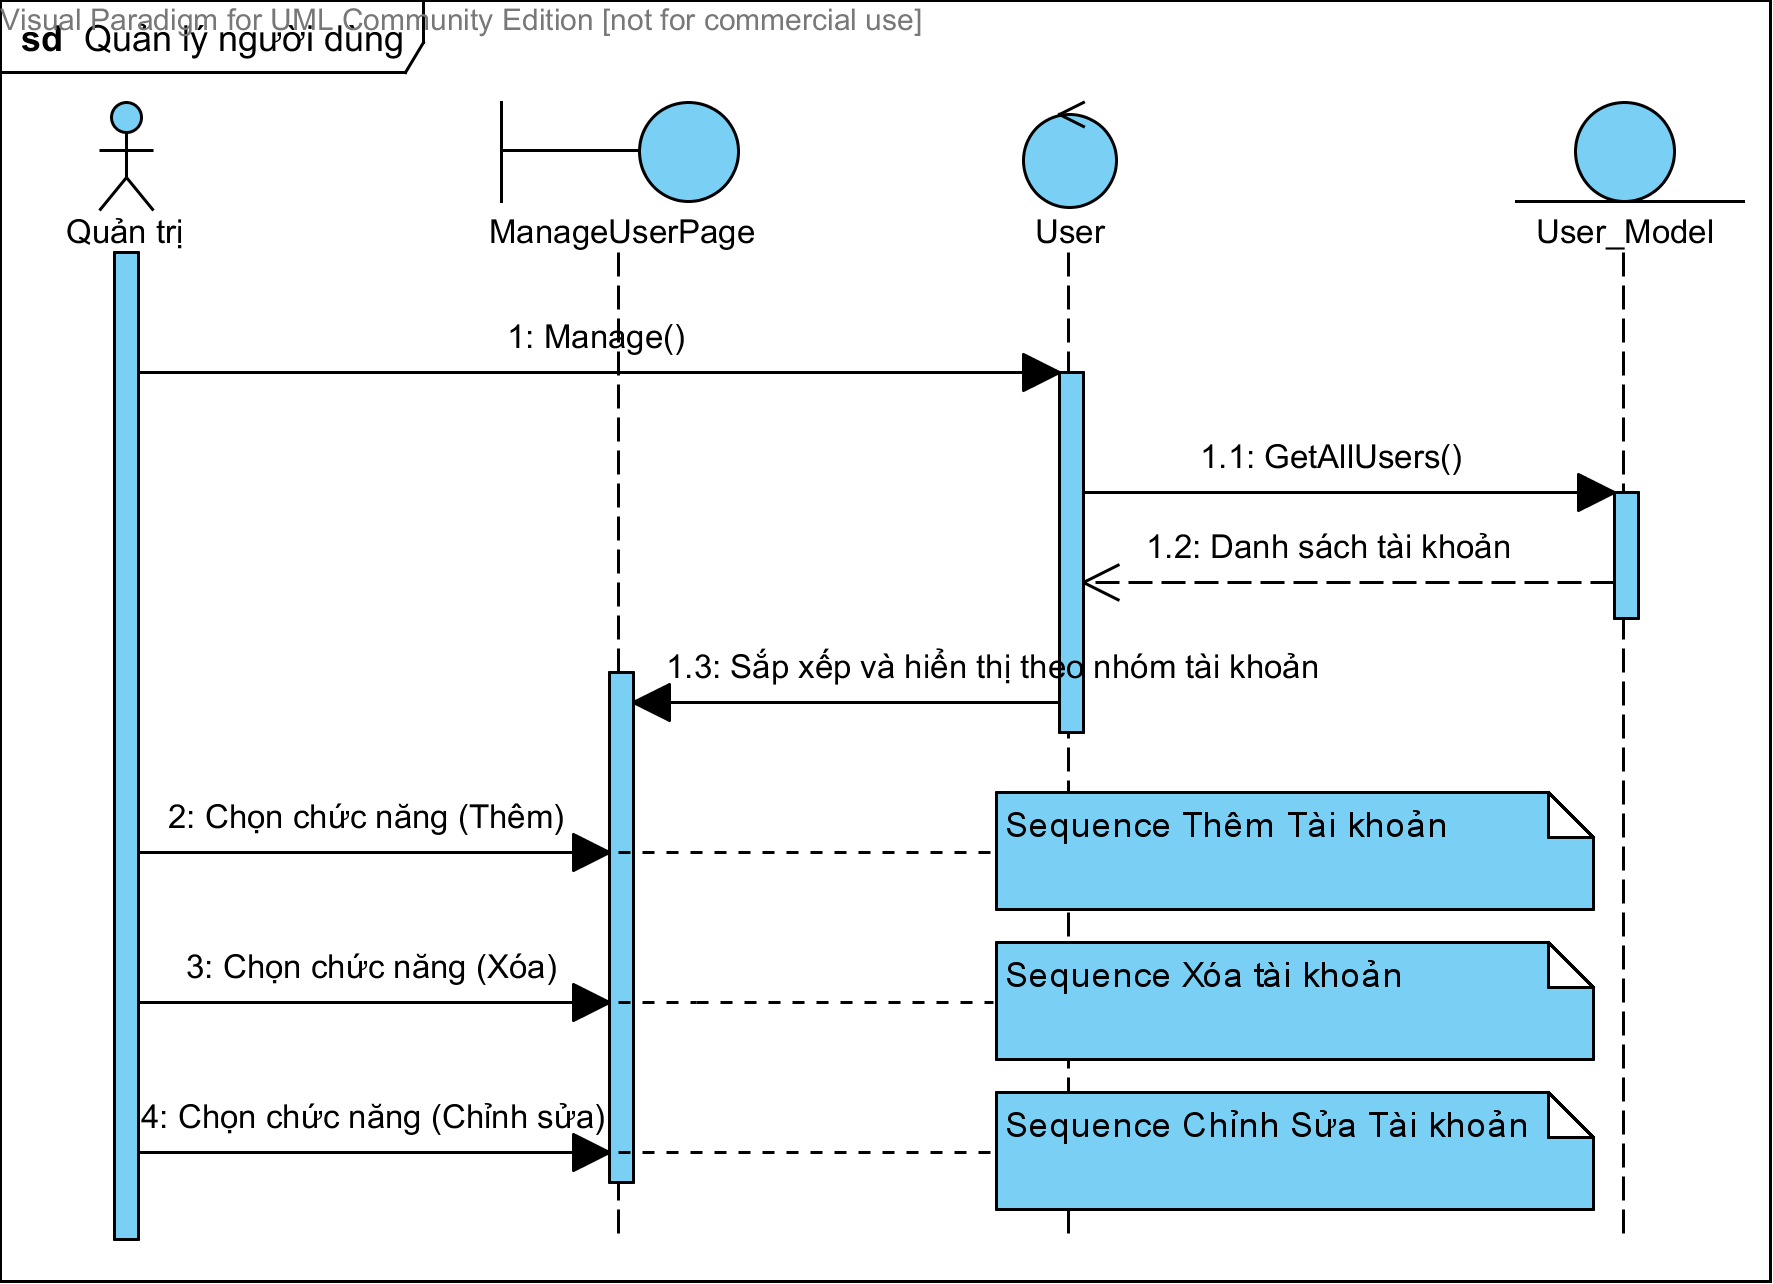 Visual Paradigm for UML Community Edition [not for commercial use]
sd Quản lý người dùng
Quản trị
ManageUserPage
User
User_Model
1: Manage()
1.1: GetAllUsers()
1.2: Danh sách tài khoản
1.3: Sắp xếp và hiển thị theo nhóm tài khoản
2: Chọn chức năng (Thêm)
Sequence Thêm Tài khoản
3: Chọn chức năng (Xóa)
Sequence Xóa tài khoản
4: Chọn chức năng (Chỉnh sửa)
Sequence Chỉnh Sửa Tài khoản